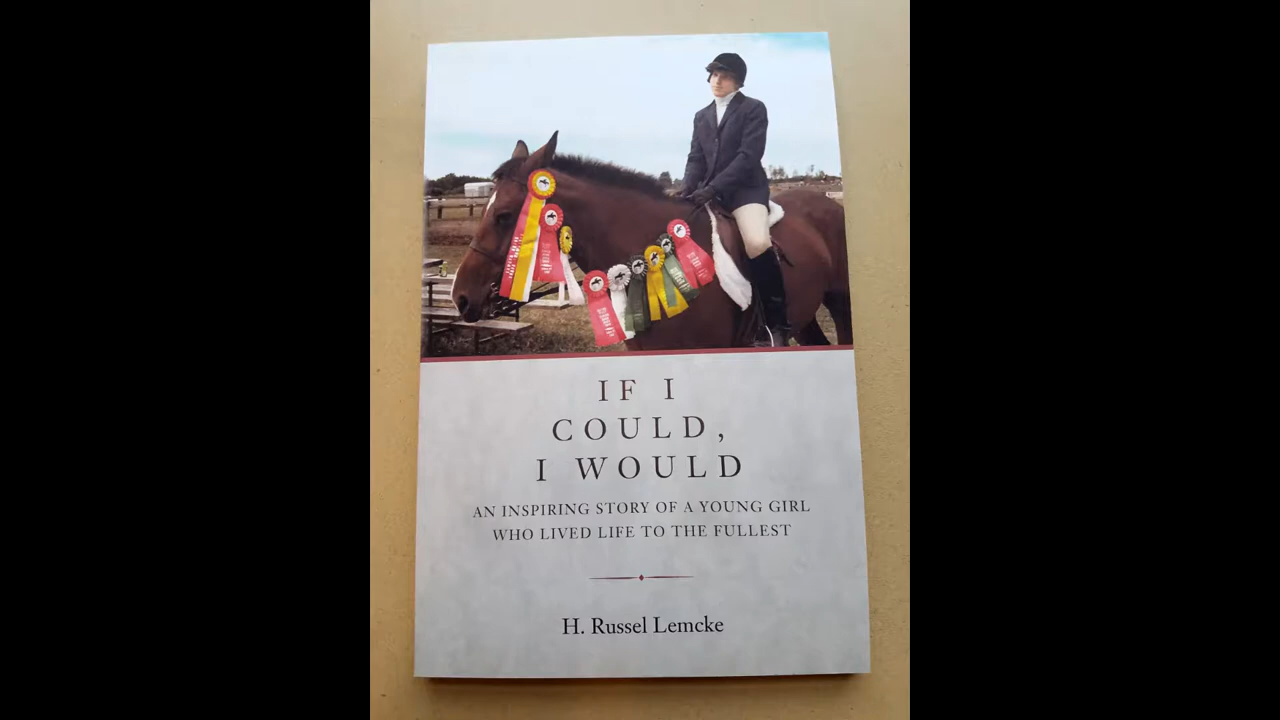 IF I
COULD,
I WOULD
AN INSPIRING STORY OF A YOUNG GIRL
WHO LIVED LIFE TO THE FULLEST
H. Russel Lemcke